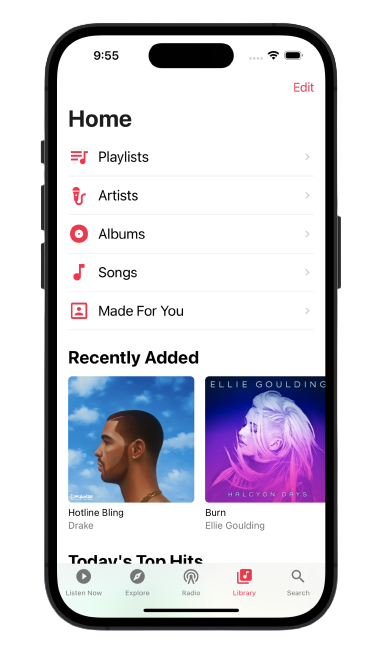 9:55
Edit
Home
Playlists
Artists
Albums
Songs
Made For You
Recently Added
ELLIE GOULDING
HALCYON DAYS
Hotline Bling
Burn
Drake
Ellie Goulding
Today's Top Hits
Listen Now
Explore
Radio
Library
Search